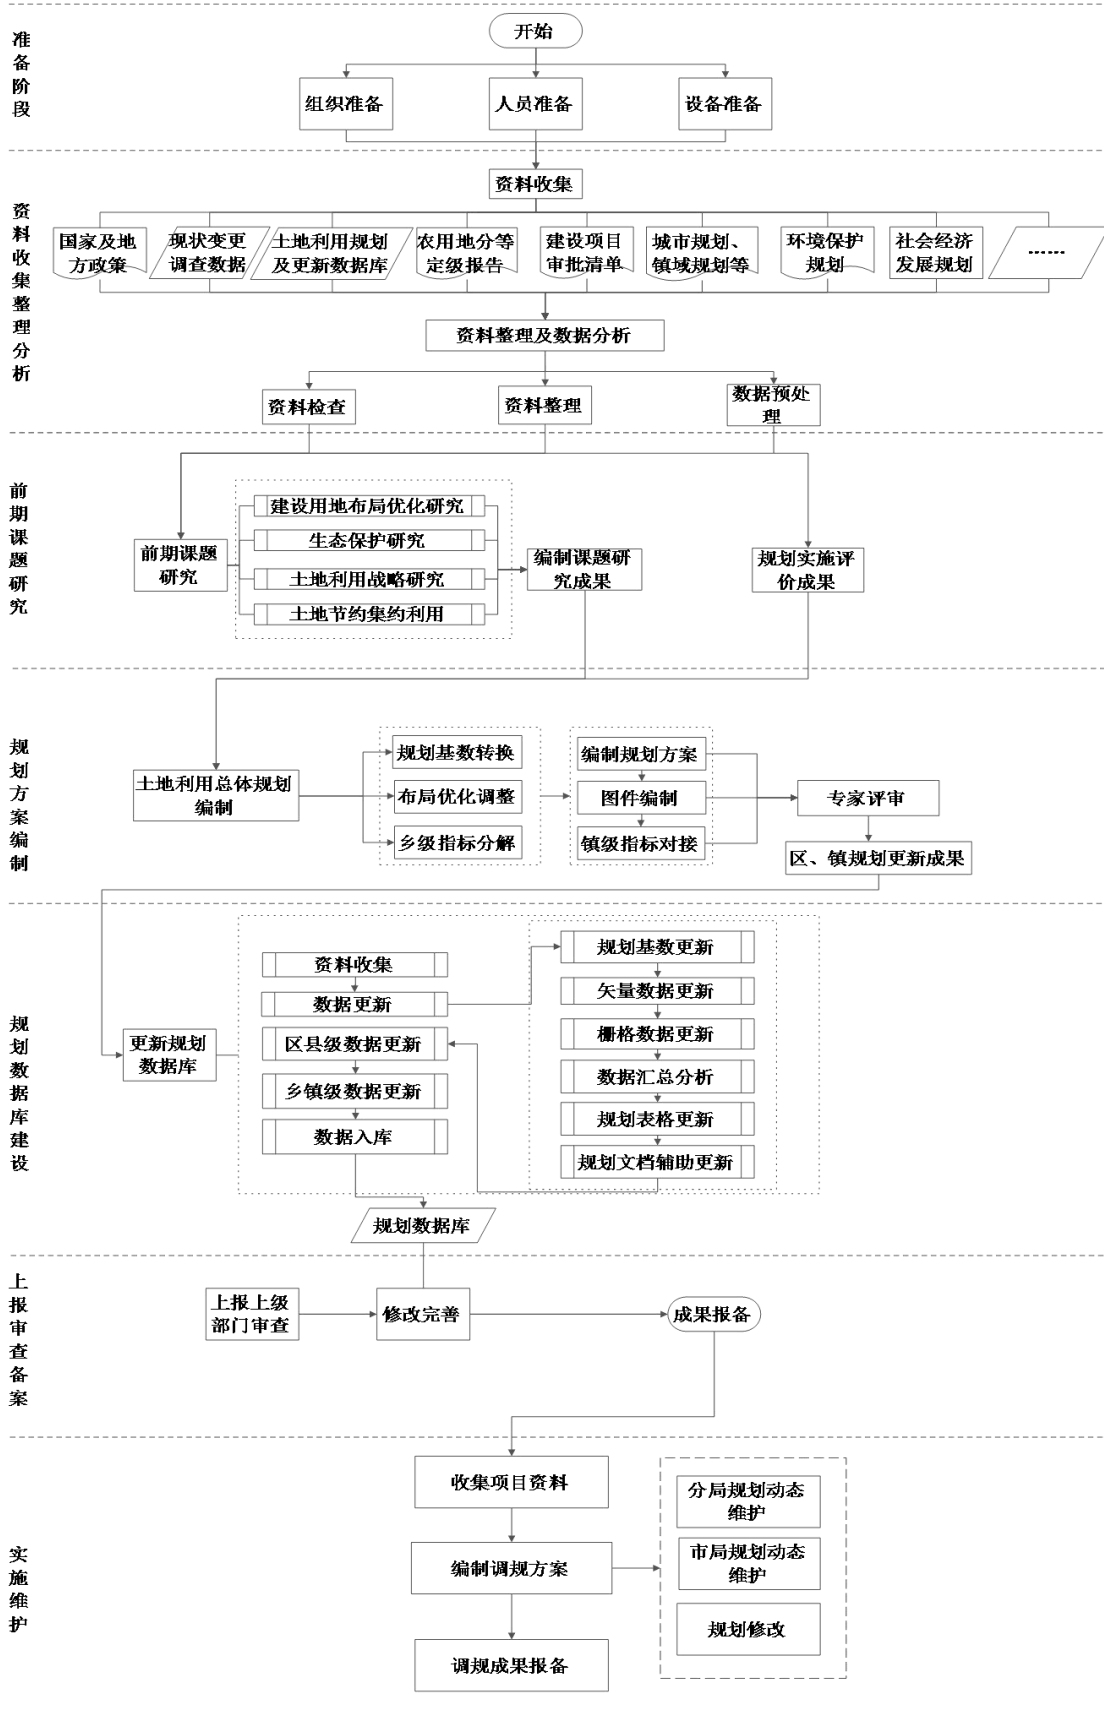 准备阶段
开始
组织准备
人员准备
设备准备
资料收集整理分析
资料收集
国家及地
方政策
现状变更
调查数据
土地利用规划
及更新数据库
农用地分等
定级报告
建设项目
审批清单
城市规划、
镇域规划等
环境保护
规划
社会经济
发展规划
……
资料整理及数据分析
资料检查
资料整理
数据预处
理
前期课题研究
前期课题
研究
建设用地布局优化研究
生态保护研究
土地利用战略研究
土地节约集约利用
编制课题研
究成果
规划实施评
价成果
规划方案编制
土地利用总体规划
编制
规划基数转换
布局优化调整
乡级指标分解
编制规划方案
图件编制
镇级指标对接
专家评审
区、镇规划更新成果
规划数据库建设
更新规划
数据库
资料收集
数据更新
区县级数据更新
乡镇级数据更新
数据入库
规划基数更新
矢量数据更新
栅格数据更新
数据汇总分析
规划表格更新
规划文档辅助更新
规划数据库
上报审查备案
上报上级
部门审查
修改完善
成果报备
实施维护
收集项目资料
编制调规方案
调规成果报备
分局规划动态
维护
市局规划动态
维护
规划修改